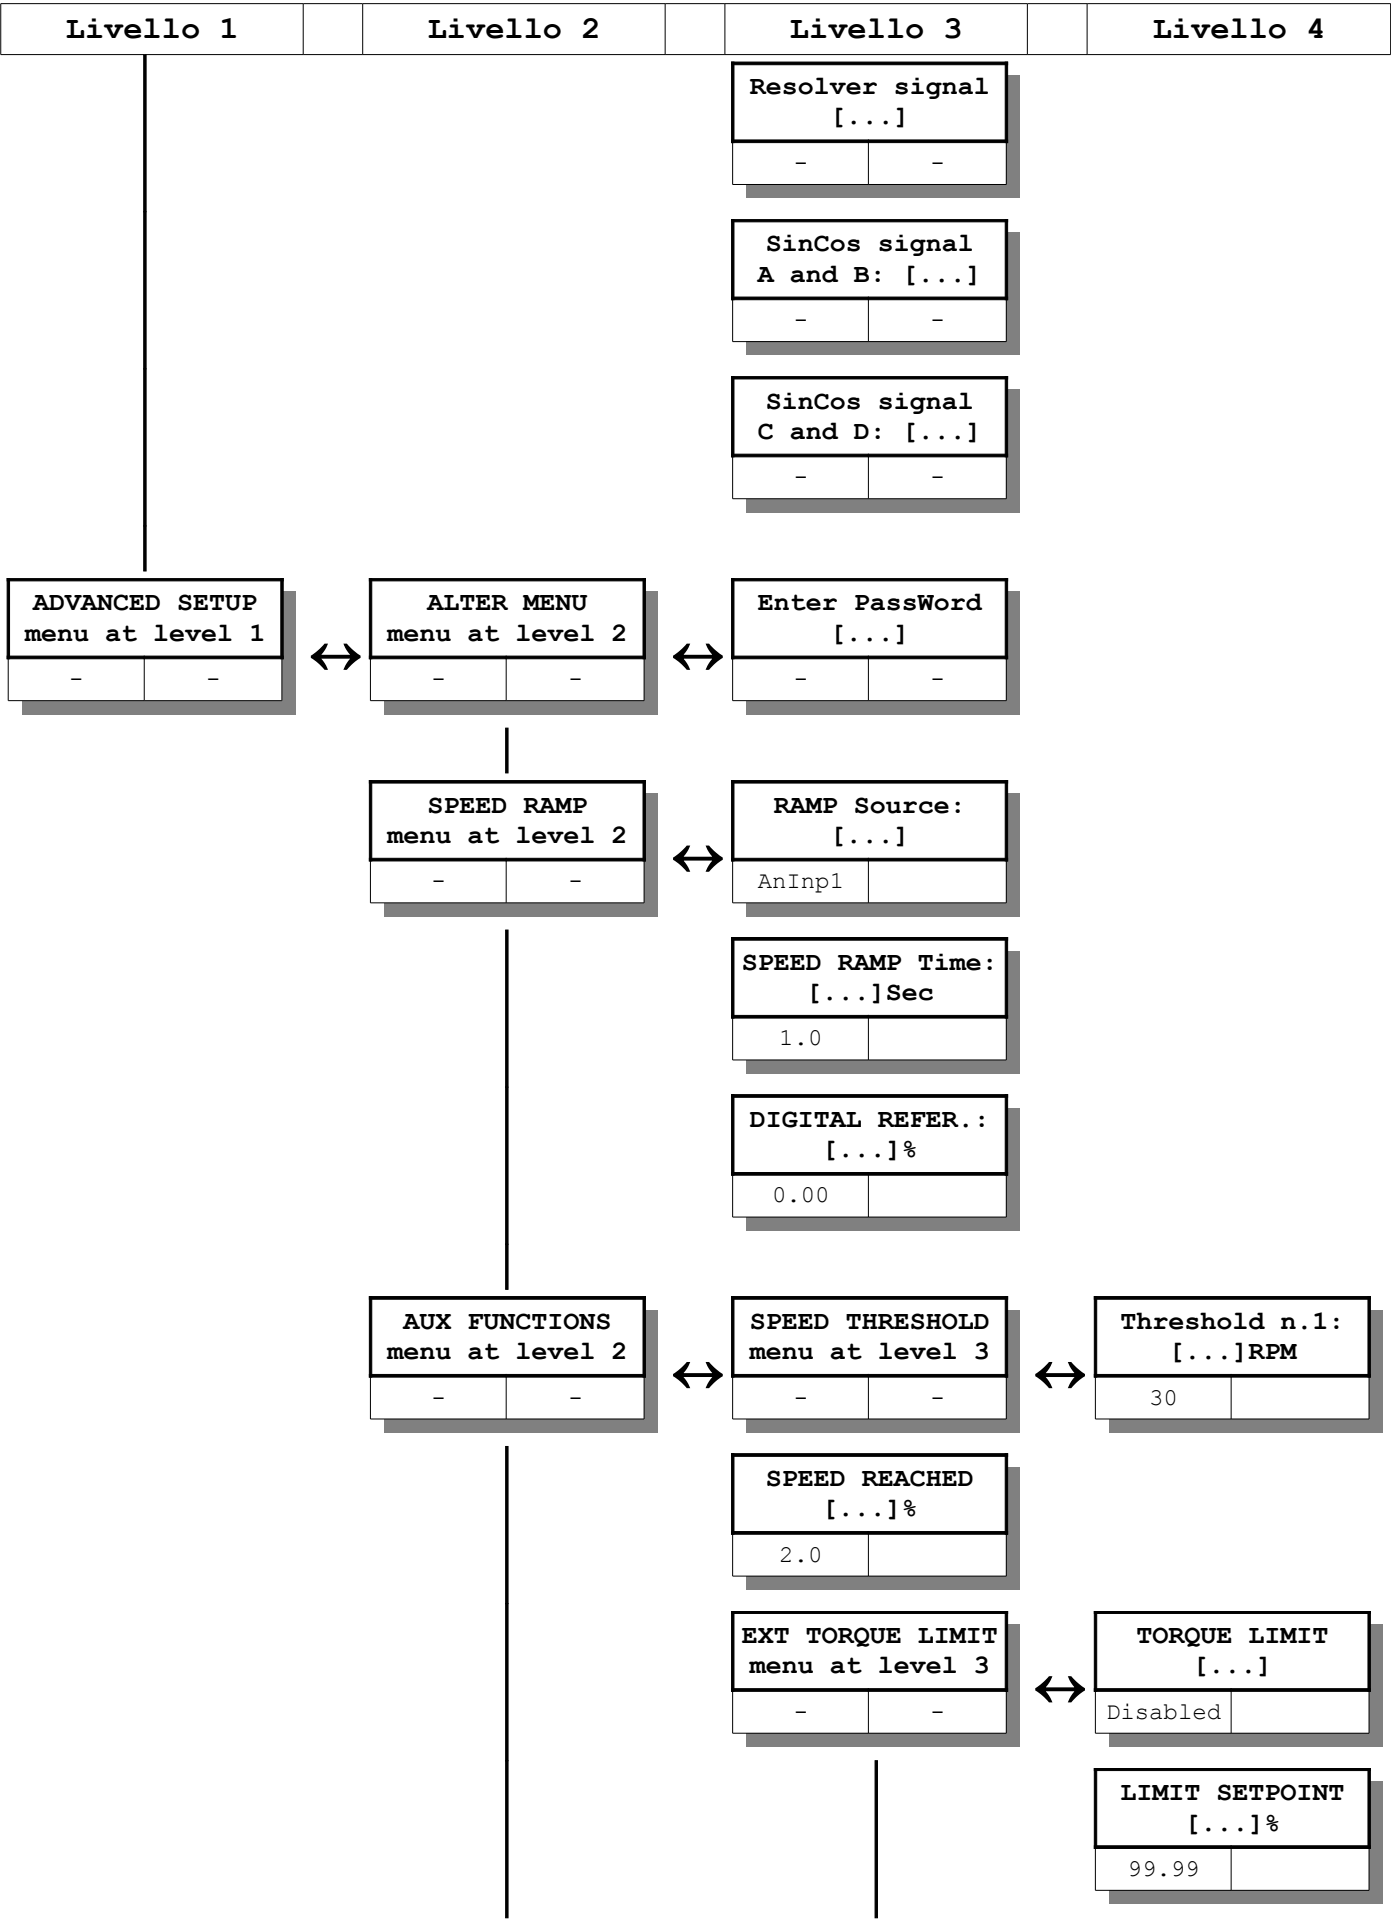 Livello 1
Livello 2
Livello 3
Livello 4
Resolver signal
[...]
-
-
SinCos signal
A and B: [...]
-
-
SinCos signal
C and D: [...]
-
-
ADVANCED SETUP
menu at level 1
-
-
ALTER MENU
menu at level 2
-
-
Enter PassWord
[...]
-
-
SPEED RAMP
menu at level 2
-
-
RAMP Source:
[...]
AnInp1
SPEED RAMP Time:
[...]Sec
1.0
DIGITAL REFER.:
[...]%
0.00
AUX FUNCTIONS
menu at level 2
-
-
SPEED THRESHOLD
menu at level 3
-
-
Threshold n.1:
[...]RPM
30
SPEED REACHED
[...]%
2.0
EXT TORQUE LIMIT
menu at level 3
-
-
TORQUE LIMIT
[...]
Disabled
LIMIT SETPOINT
[...]%
99.99